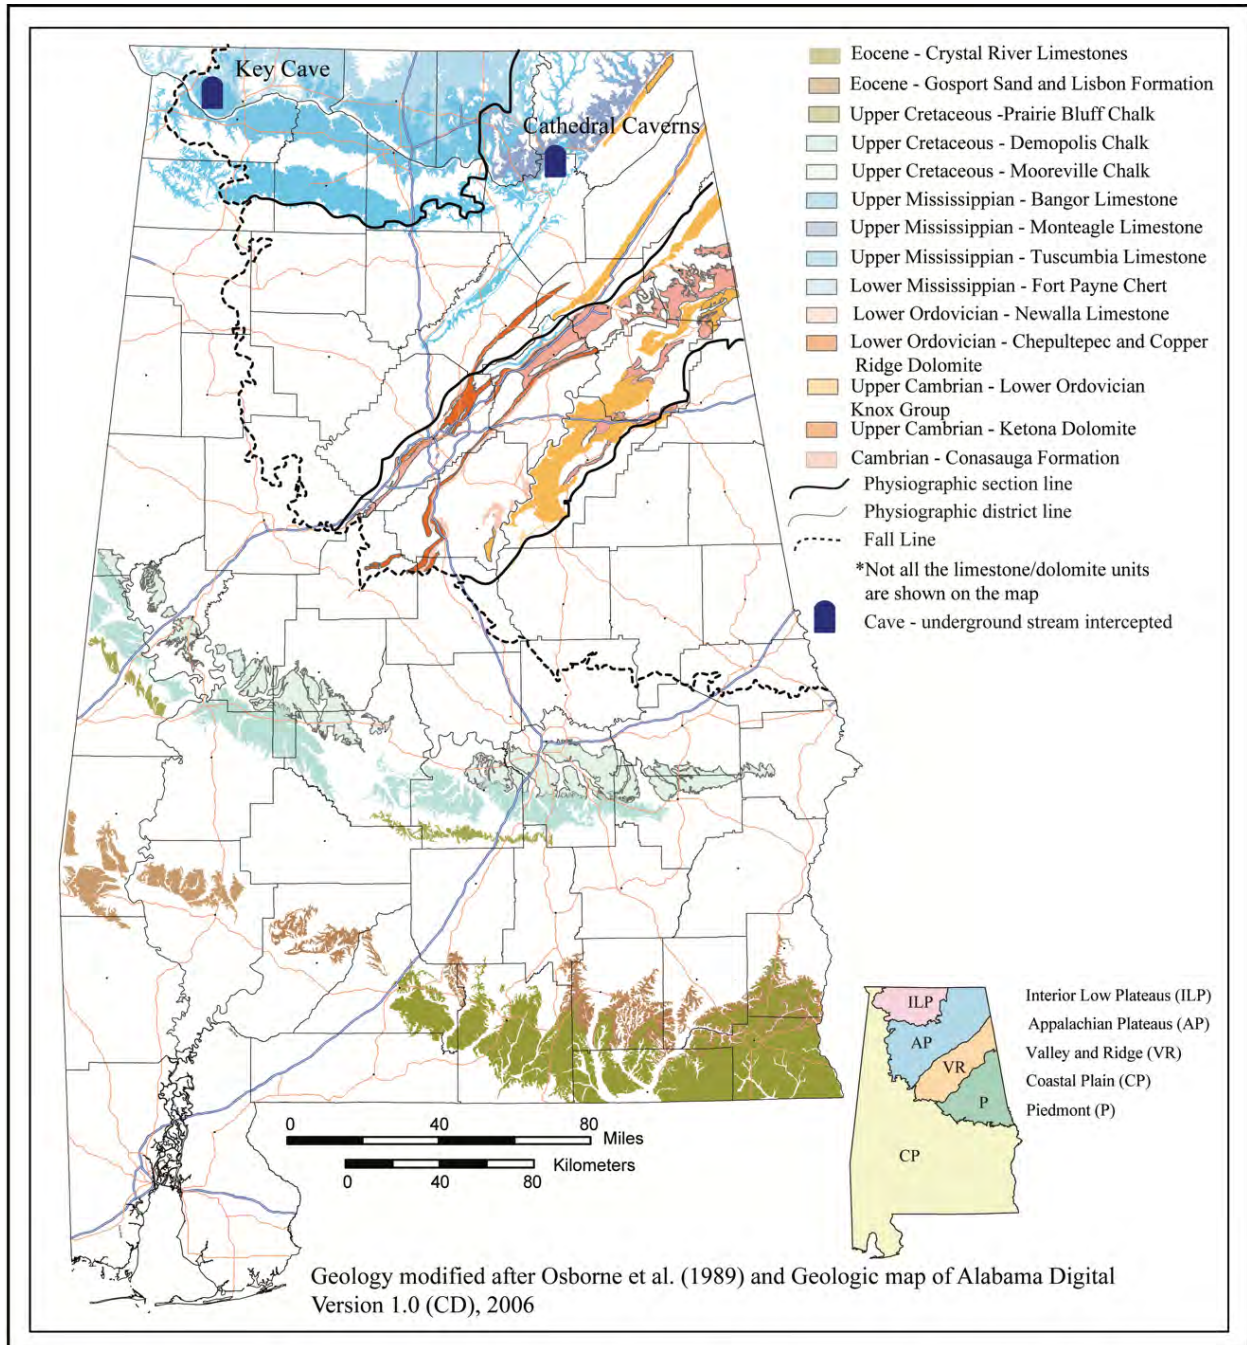 Key Cave
Cathedral Caverns
Eocene - Crystal River Limestones
Eocene - Gosport Sand and Lisbon Formation
Upper Cretaceous -Prairie Bluff Chalk
Upper Cretaceous - Demopolis Chalk
Upper Cretaceous - Mooreville Chalk
Upper Mississippian - Bangor Limestone
Upper Mississippian - Monteagle Limestone
Upper Mississippian - Tuscumbia Limestone
Lower Mississippian - Fort Payne Chert
Lower Ordovician - Newalla Limestone
Lower Ordovician - Chepultepec and Copper
Ridge Dolomite
Upper Cambrian - Lower Ordovician
Knox Group
Upper Cambrian - Ketona Dolomite
Cambrian - Conasauga Formation
Physiographic section line
Physiographic district line
Fall Line
*Not all the limestone/dolomite units
are shown on the map
Cave - underground stream intercepted
ILP
AP
VR
P
CP
Interior Low Plateaus (ILP)
Appalachian Plateaus (AP)
Valley and Ridge (VR)
Coastal Plain (CP)
Piedmont (P)
0 40 80 Miles
Kilometers
0 40 80
Geology modified after Osborne et al. (1989) and Geologic map of Alabama Digital
Version 1.0 (CD), 2006